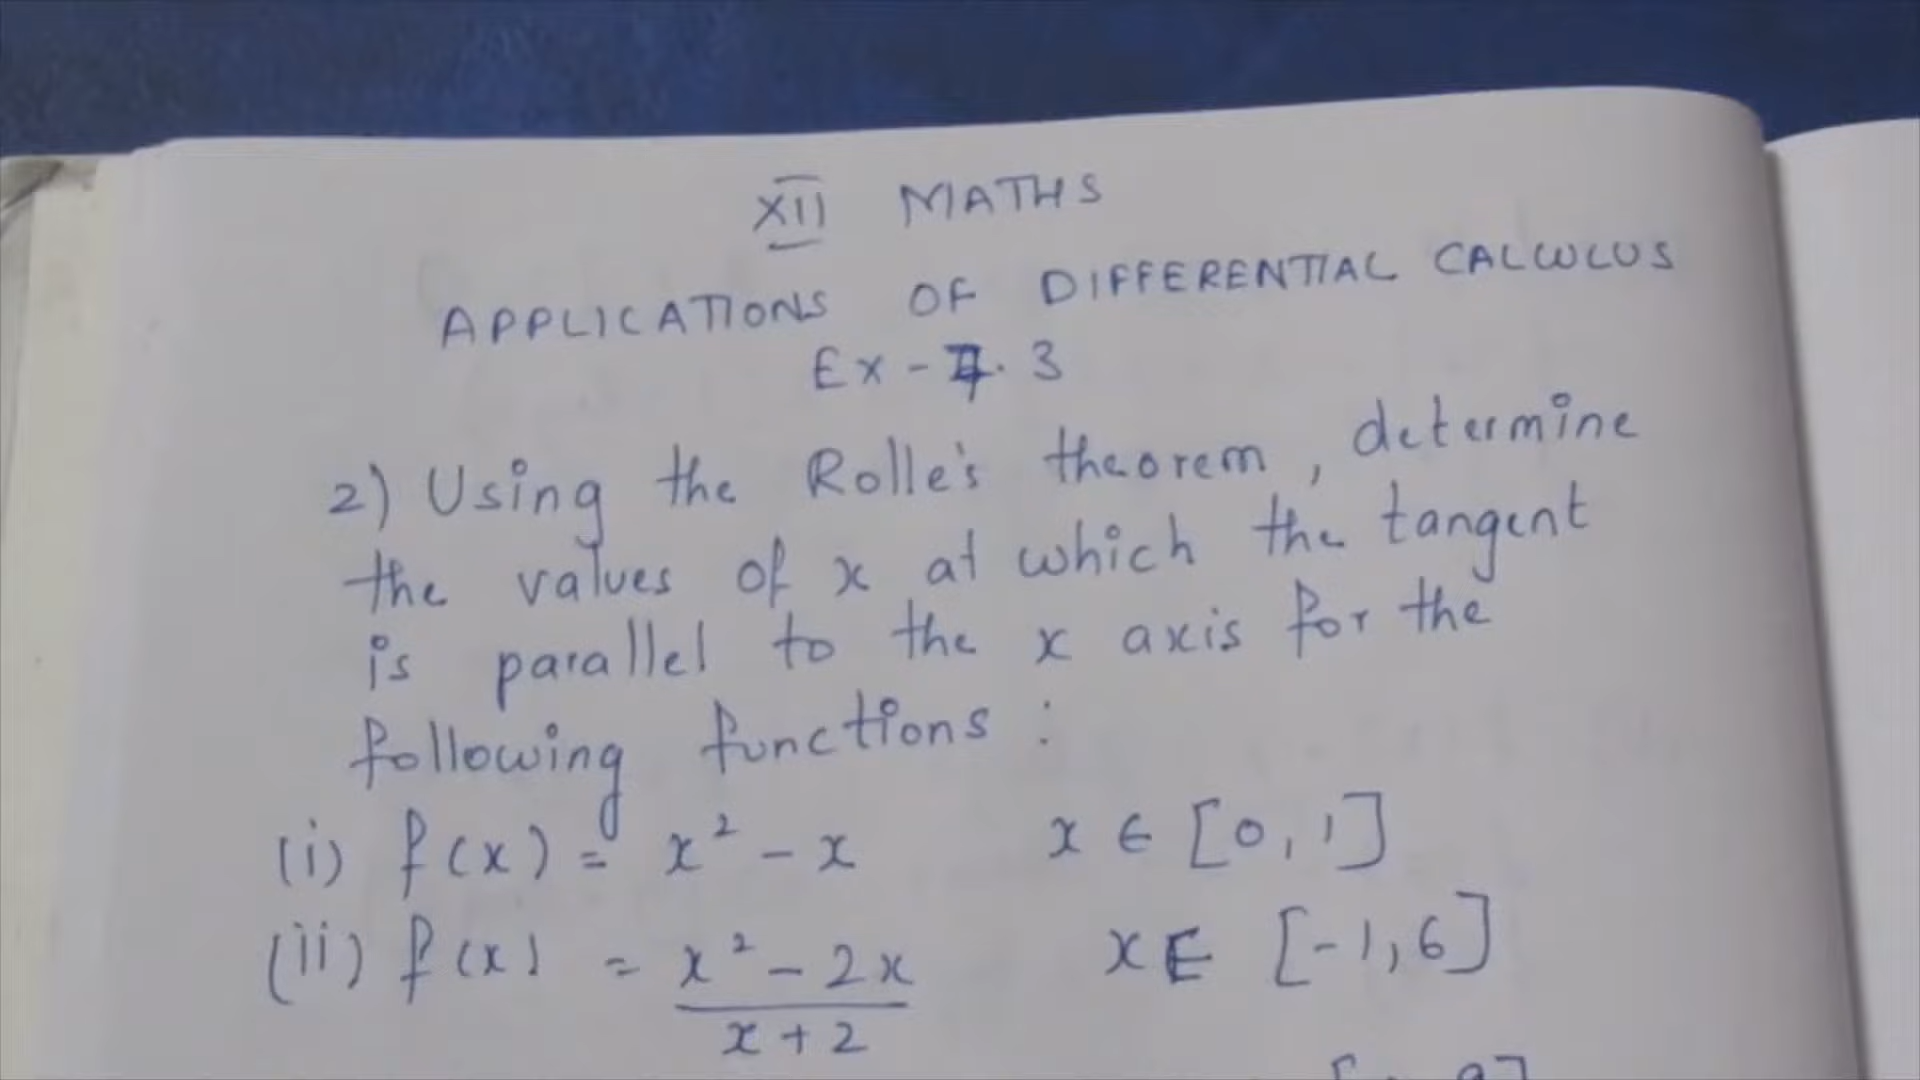 XII MATHS
APPLICATIONS OF DIFFERENTIAL CALCULUS
Ex - 7.3
2) Using the Rolle's theorem, determine
the values of x at which the tangent
is parallel to the x axis for the
following functions :
(i) f(x) = x² - x x ∈ [0, 1]
(ii) f(x) = x² - 2x / x + 2 x ∈ [-1, 6]